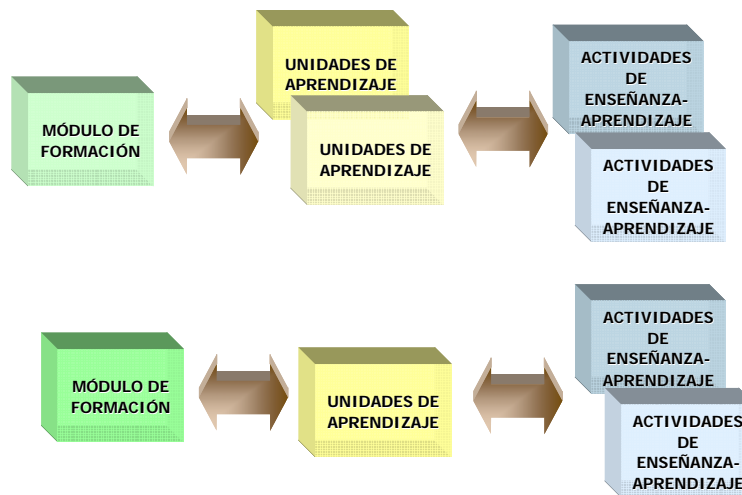 MÓDULO DE
FORMACIÓN
UNIDADES DE
APRENDIZAJE
UNIDADES DE
APRENDIZAJE
ACTIVIDADES
DE
ENSEÑANZA-
APRENDIZAJE
ACTIVIDADES
DE
ENSEÑANZA-
APRENDIZAJE
MÓDULO DE
FORMACIÓN
UNIDADES DE
APRENDIZAJE
ACTIVIDADES
DE
ENSEÑANZA-
APRENDIZAJE
ACTIVIDADES
DE
ENSEÑANZA-
APRENDIZAJE